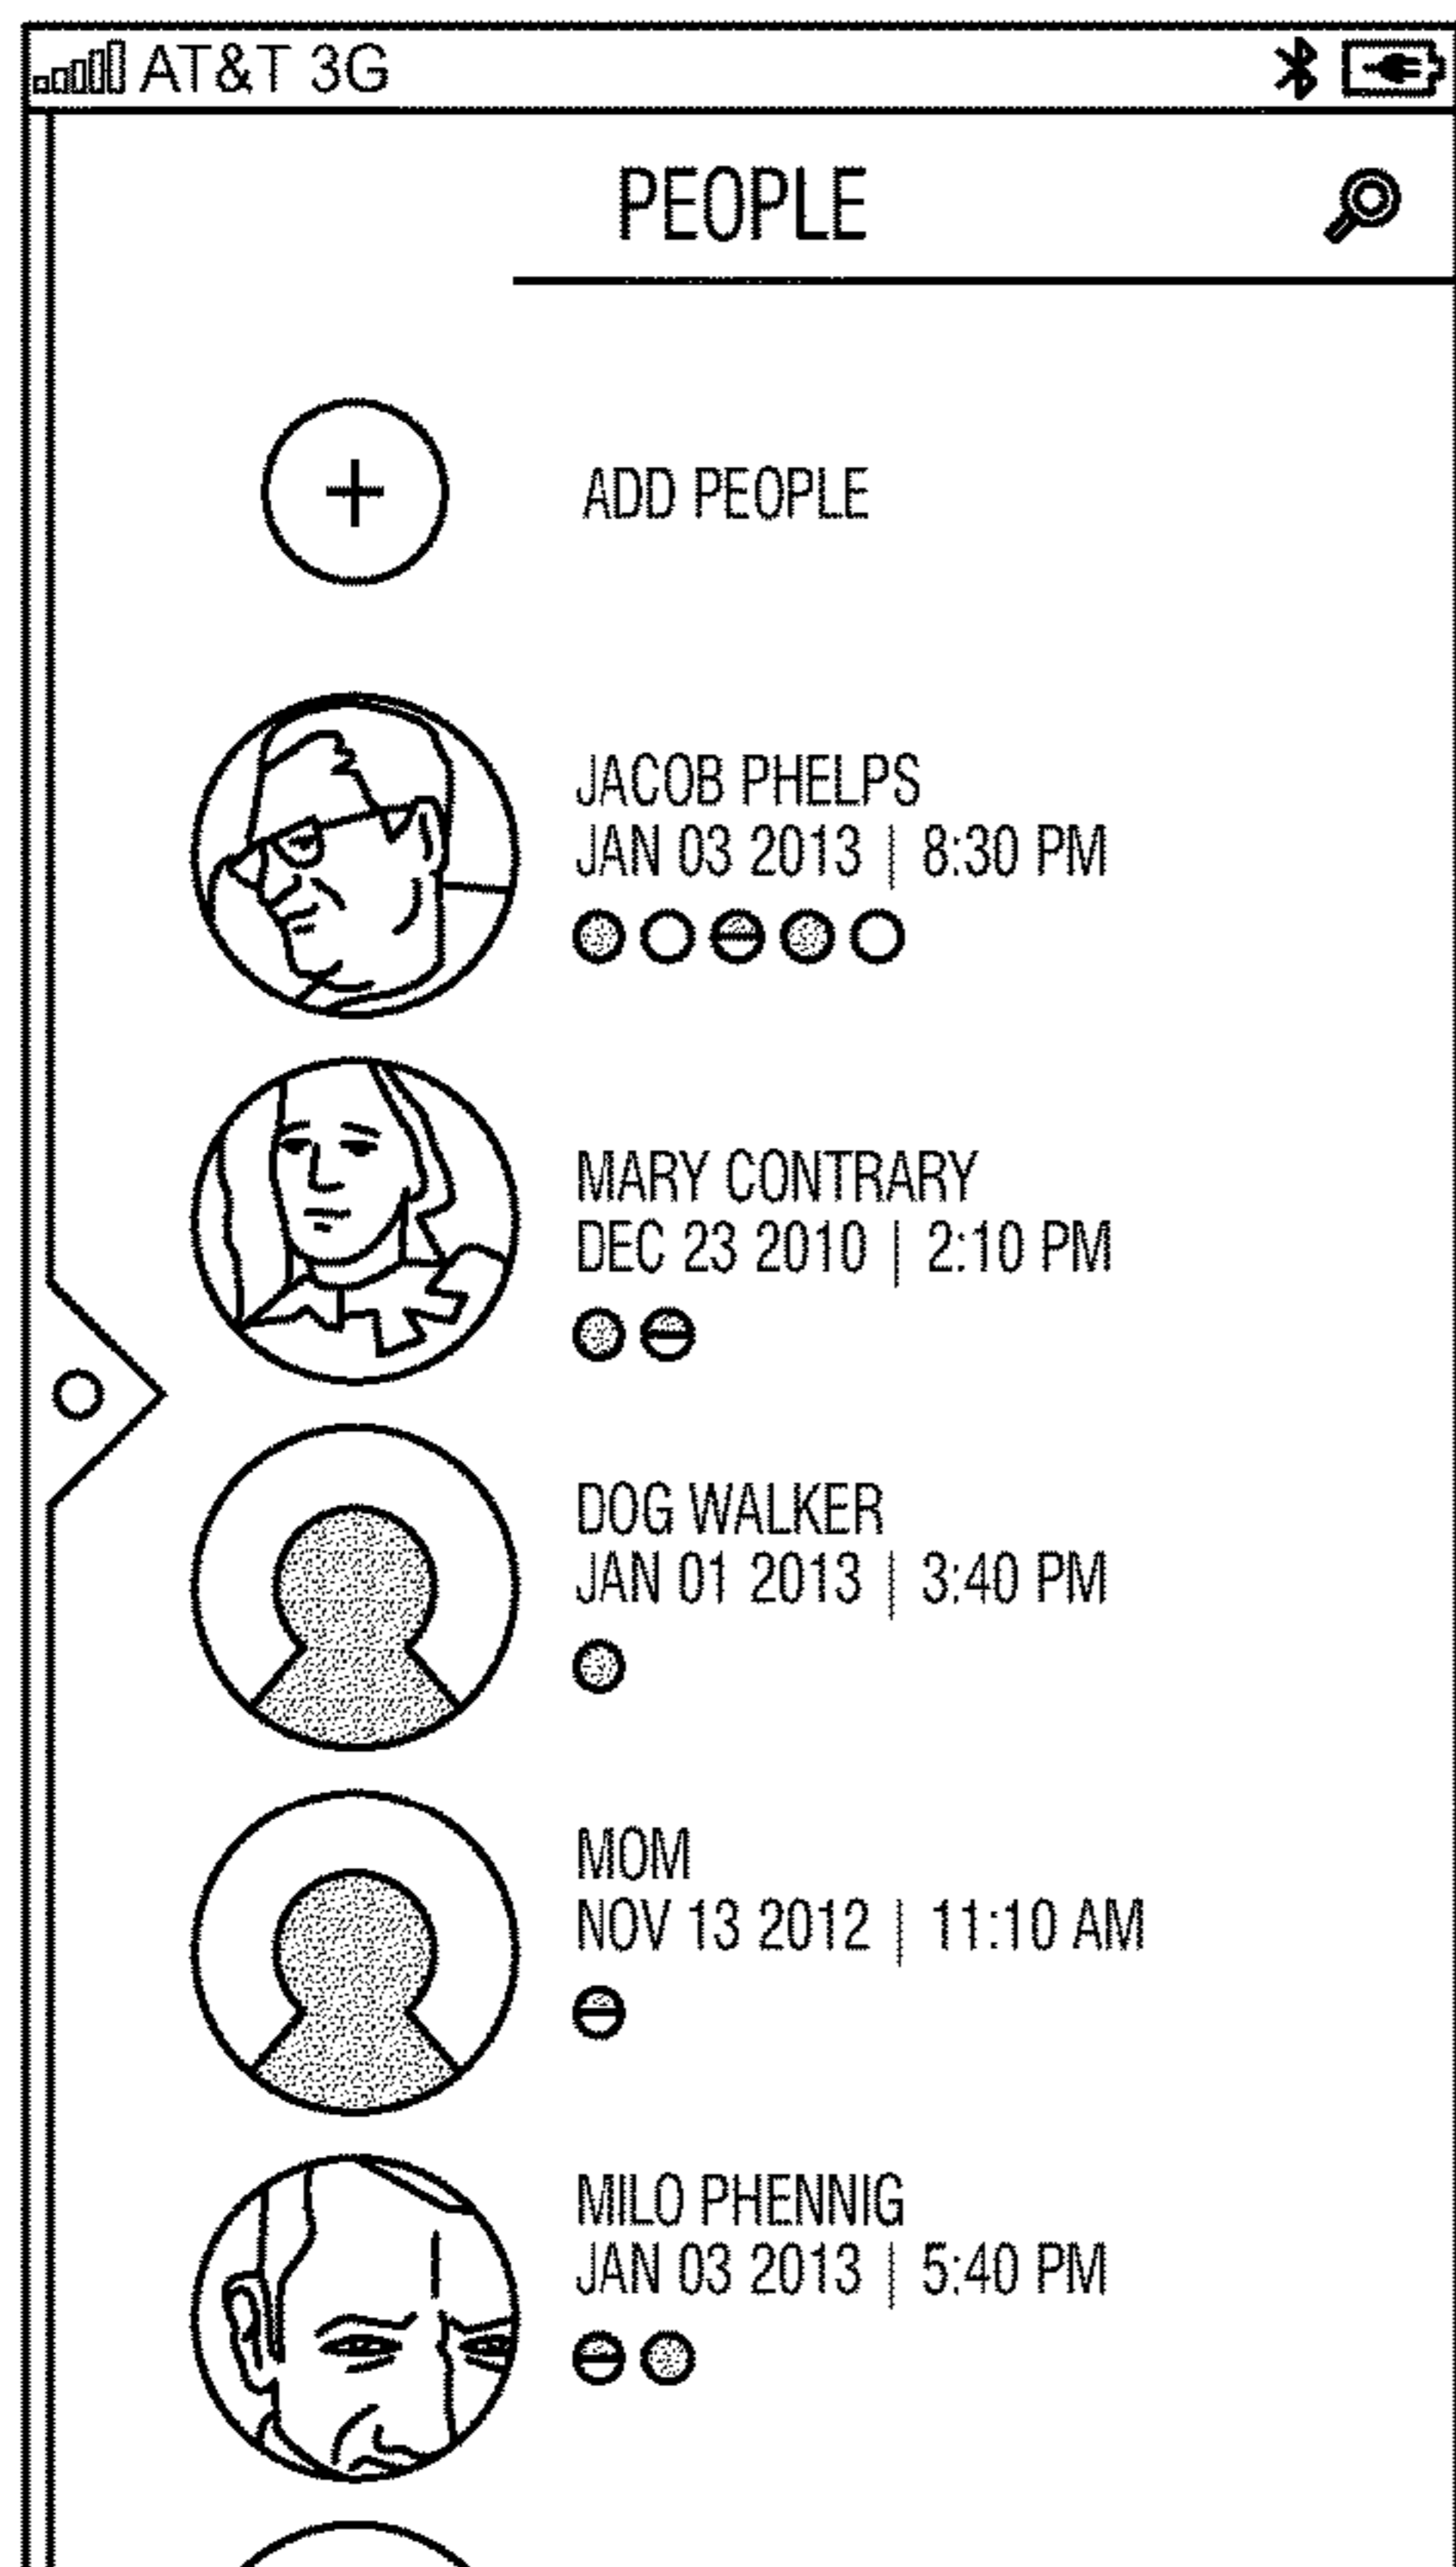 AT&T 3G
PEOPLE
ADD PEOPLE
JACOB PHELPS
JAN 03 2013 | 8:30 PM
MARY CONTRARY
DEC 23 2010 | 2:10 PM
DOG WALKER
JAN 01 2013 | 3:40 PM
MOM
NOV 13 2012 | 11:10 AM
MILO PHENNIG
JAN 03 2013 | 5:40 PM